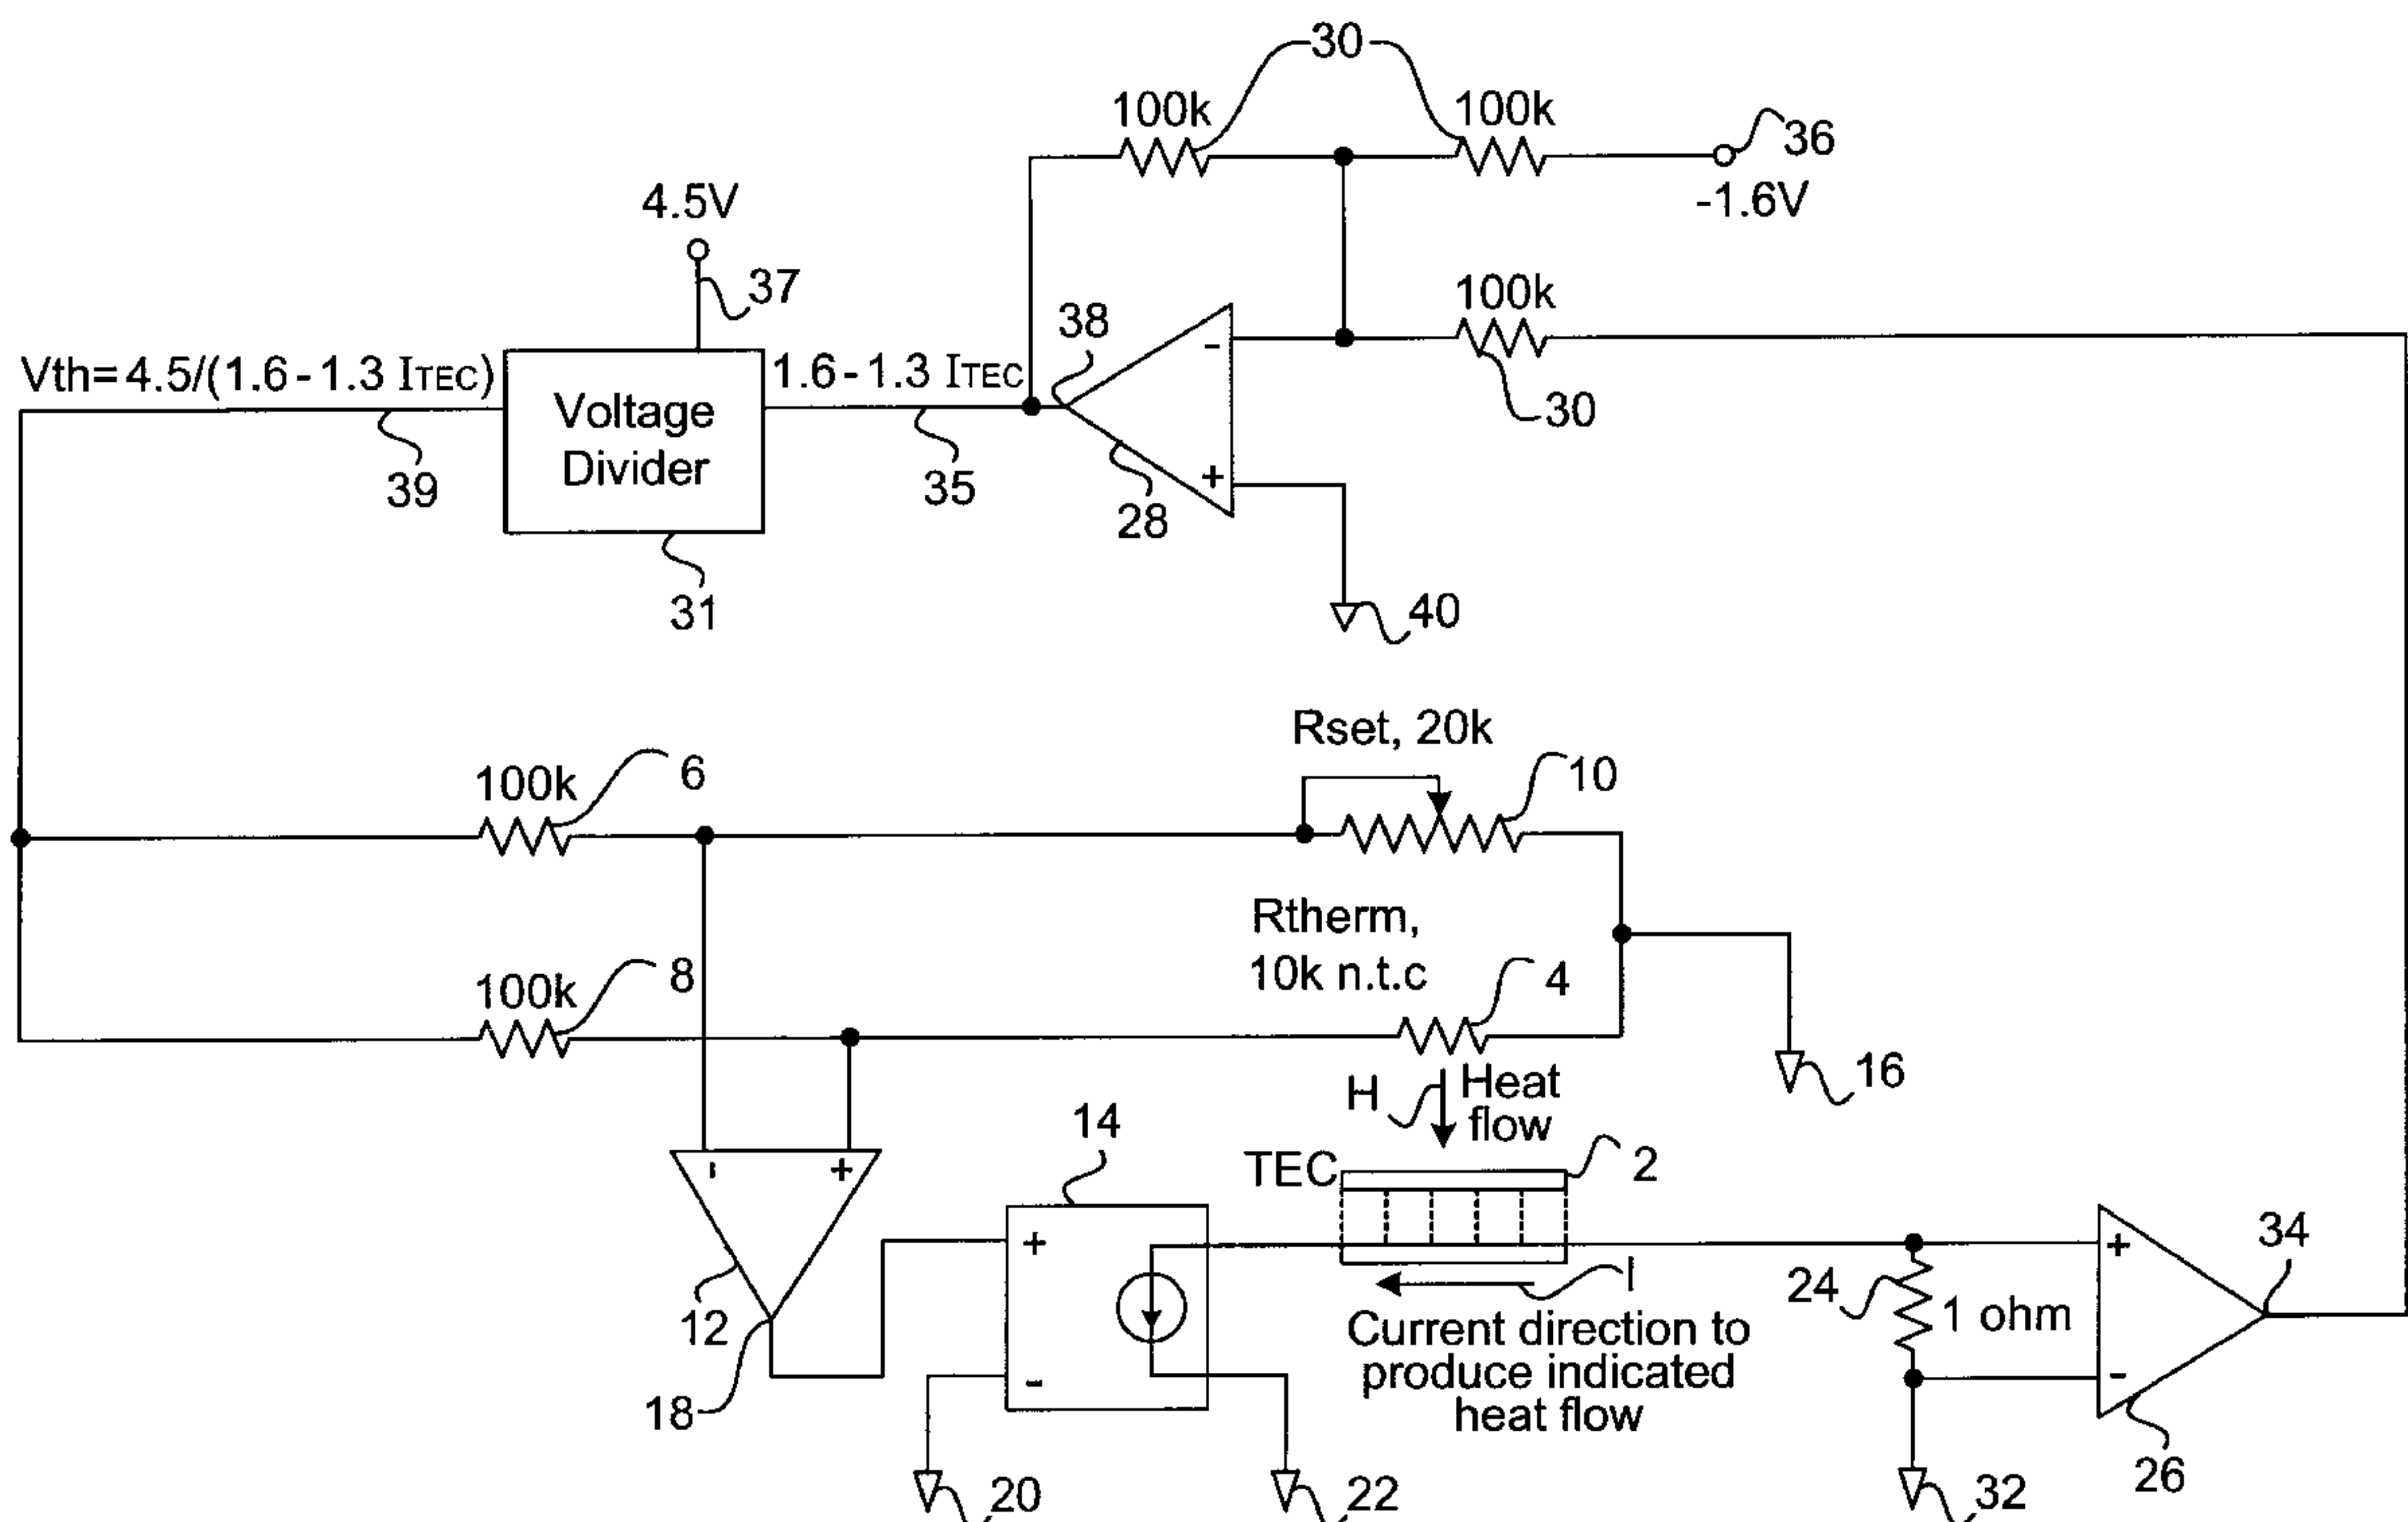 30
100k
100k
36
-1.6V
4.5V
37
100k
38
-
30
Vth=4.5/(1.6-1.3 ITEC)
Voltage
Divider
1.6-1.3 ITEC
39
35
+
28
31
40
Rset, 20k
100k
6
10
Rtherm,
10k n.t.c
100k
8
4
16
H
Heat
flow
14
TEC
2
-
+
12
18
+
-
I
Current direction to
produce indicated
heat flow
24
1 ohm
+
-
34
26
20
22
32